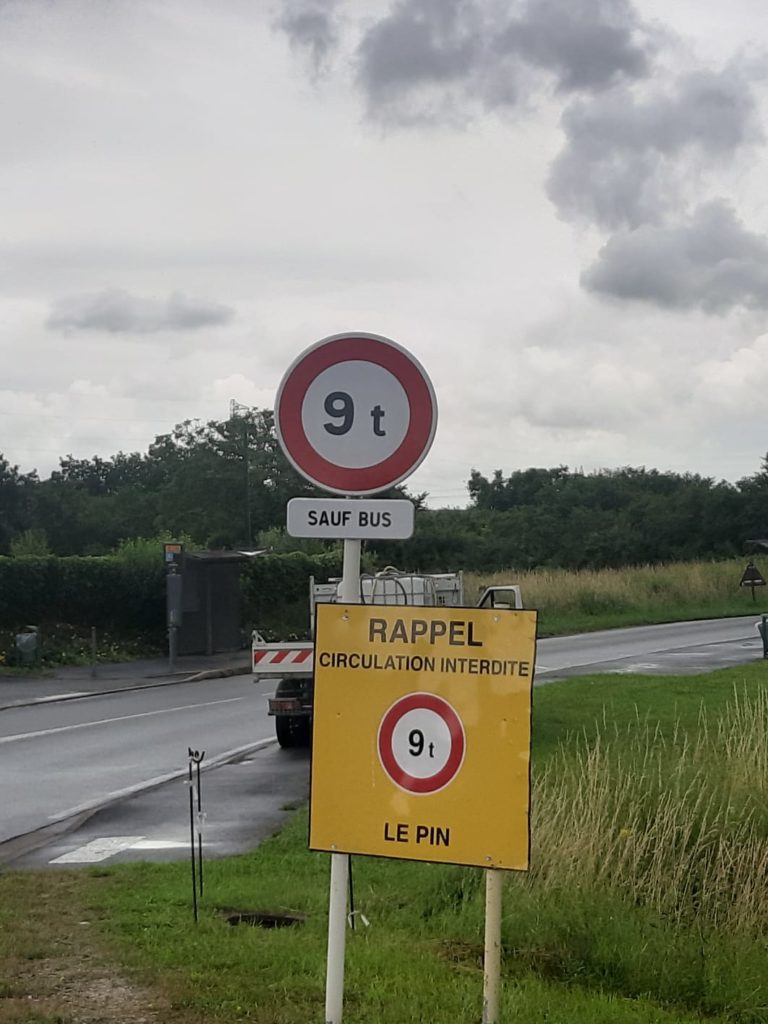 9 t
SAUF BUS
RAPPEL
CIRCULATION INTERDITE
9 t
LE PIN